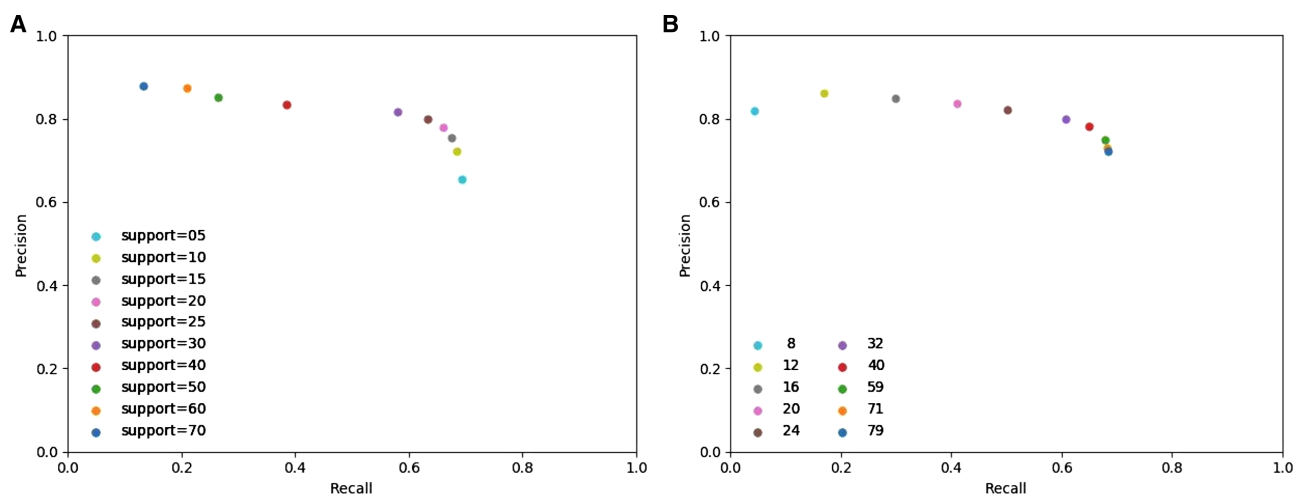 A
1.0
0.8
0.6
0.4
0.2
0.0
Precision
support=05
support=10
support=15
support=20
support=25
support=30
support=40
support=50
support=60
support=70
0.0 0.2 0.4 0.6 0.8 1.0
Recall
B
1.0
0.8
0.6
0.4
0.2
0.0
Precision
8 32
12 40
16 59
20 71
24 79
0.0 0.2 0.4 0.6 0.8 1.0
Recall